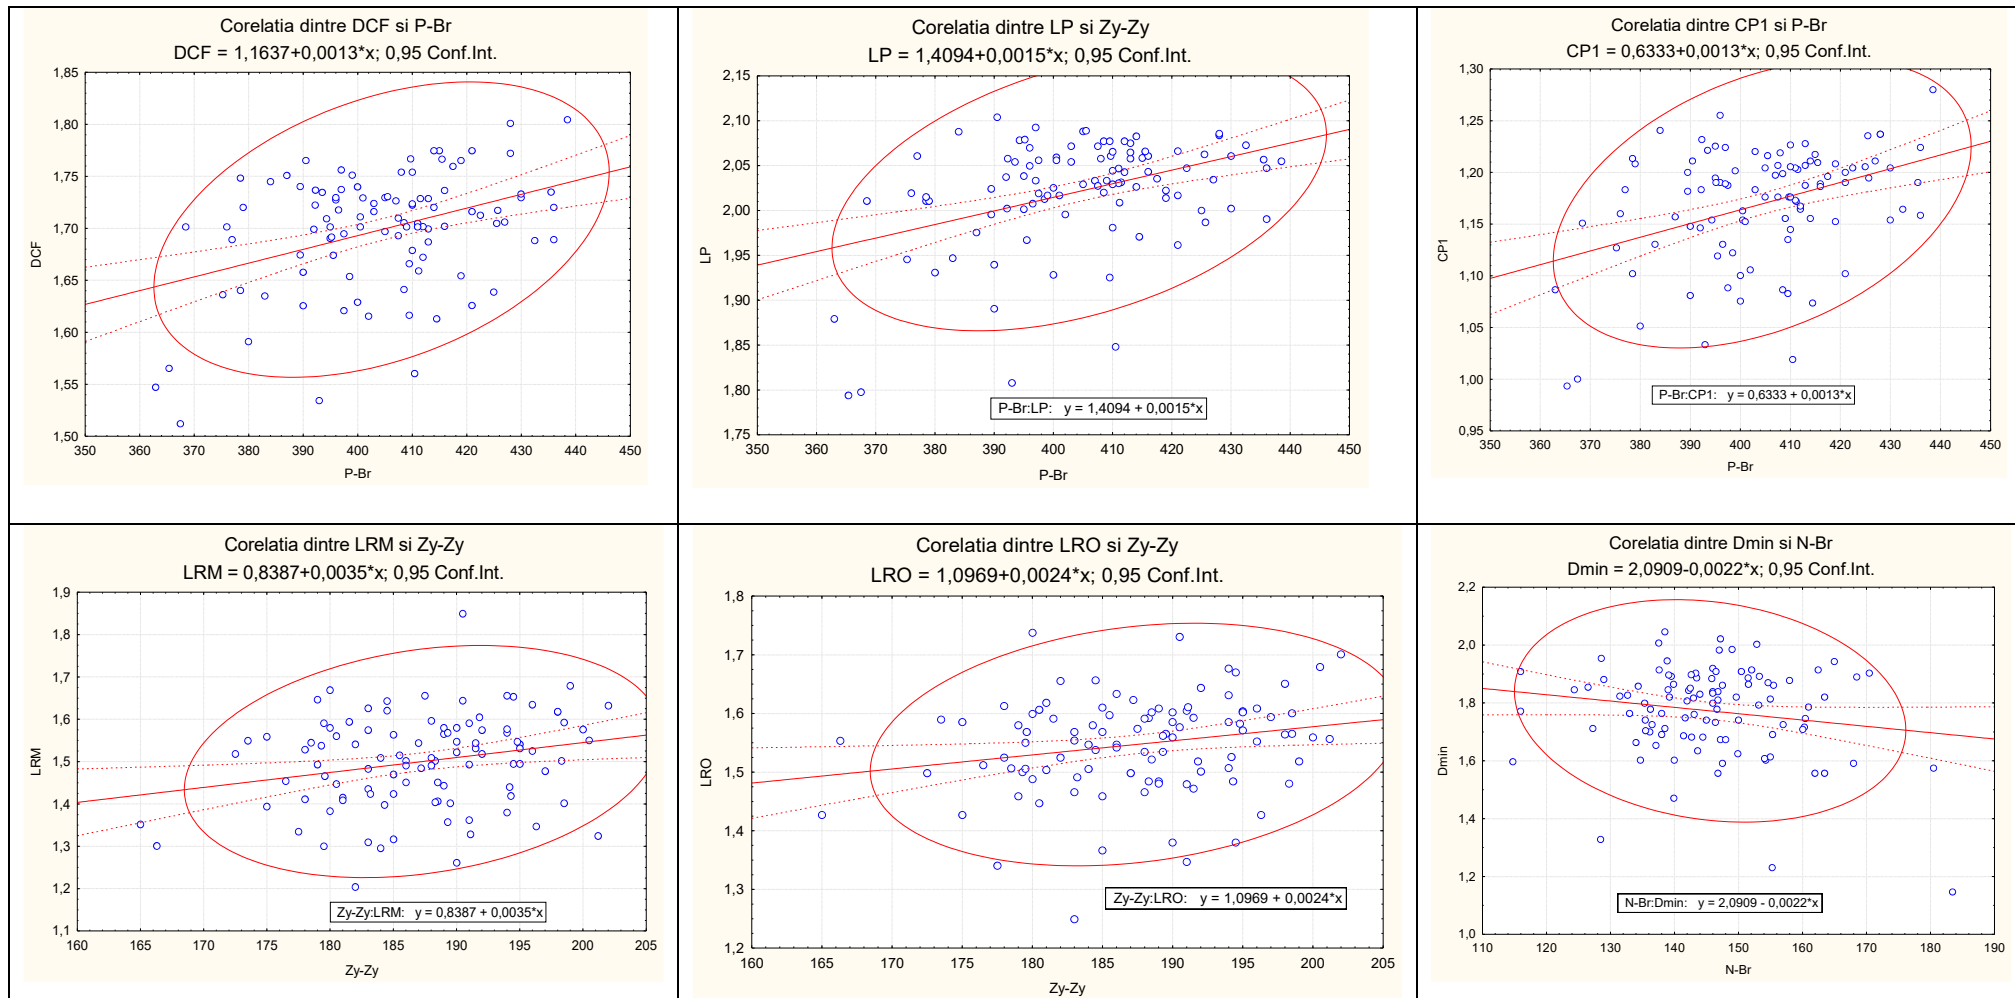 Corelatia dintre DCF si P-Br
DCF = 1,1637+0,0013*x; 0,95 Conf.Int.
1,85
1,80
1,75
1,70
1,65
1,60
1,55
1,50
DCF
350 360 370 380 390 400 410 420 430 440 450
P-Br
Corelatia dintre LP si Zy-Zy
LP = 1,4094+0,0015*x; 0,95 Conf.Int.
2,15
2,10
2,05
2,00
1,95
1,90
1,85
1,80
1,75
LP
P-Br:LP: y = 1,4094 + 0,0015*x
350 360 370 380 390 400 410 420 430 440 450
P-Br
Corelatia dintre CP1 si P-Br
CP1 = 0,6333+0,0013*x; 0,95 Conf.Int.
1,30
1,25
1,20
1,15
1,10
1,05
1,00
0,95
CP1
P-Br:CP1: y = 0,6333 + 0,0013*x
350 360 370 380 390 400 410 420 430 440 450
P-Br
Corelatia dintre LRM si Zy-Zy
LRM = 0,8387+0,0035*x; 0,95 Conf.Int.
1,9
1,8
1,7
1,6
1,5
1,4
1,3
1,2
1,1
LRM
Zy-Zy:LRM: y = 0,8387 + 0,0035*x
160 165 170 175 180 185 190 195 200 205
Zy-Zy
Corelatia dintre LRO si Zy-Zy
LRO = 1,0969+0,0024*x; 0,95 Conf.Int.
1,8
1,7
1,6
1,5
1,4
1,3
1,2
LRO
Zy-Zy:LRO: y = 1,0969 + 0,0024*x
160 165 170 175 180 185 190 195 200 205
Zy-Zy
Corelatia dintre Dmin si N-Br
Dmin = 2,0909-0,0022*x; 0,95 Conf.Int.
2,2
2,0
1,8
1,6
1,4
1,2
1,0
Dmin
N-Br:Dmin: y = 2,0909 - 0,0022*x
110 120 130 140 150 160 170 180 190
N-Br